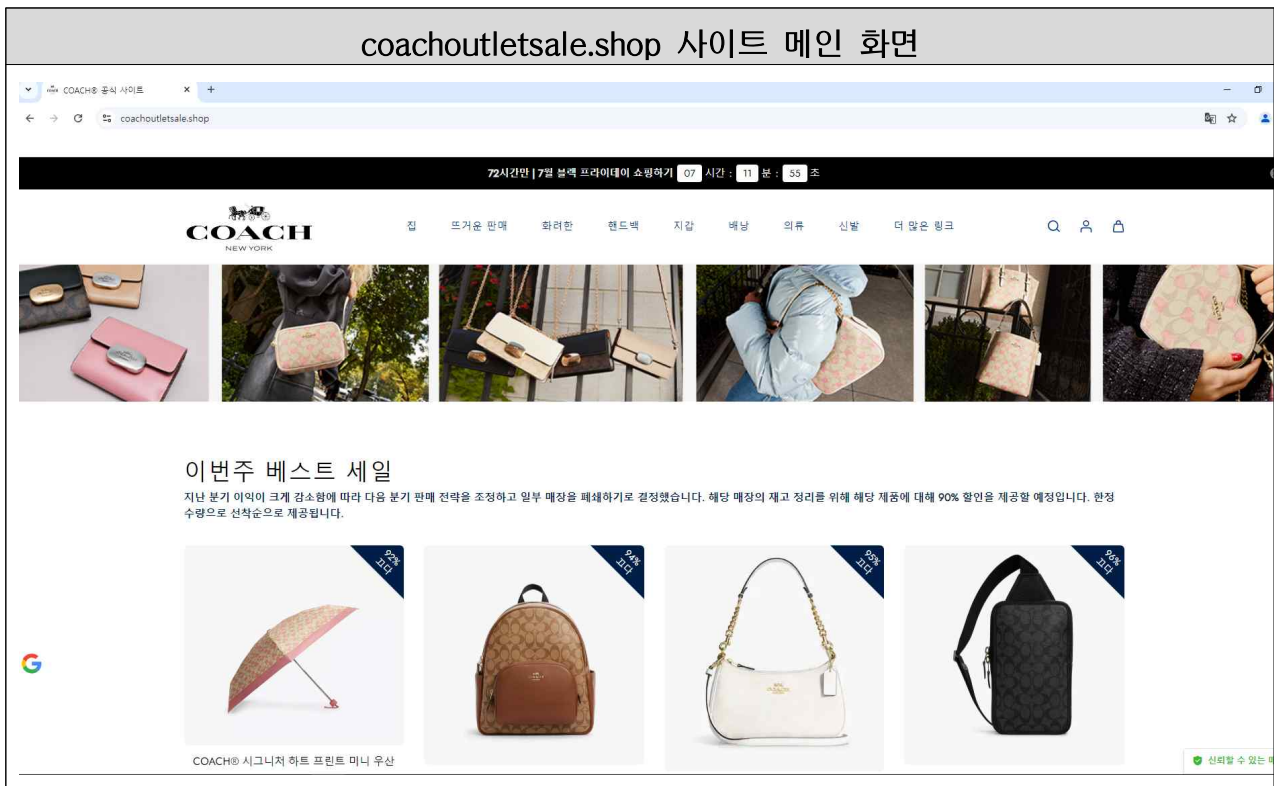 coachoutletsale.shop 사이트 메인 화면
COACH® 공식 사이트
coachoutletsale.shop
72시간만 | 7월 블랙 프라이데이 쇼핑하기 07 시간 : 11 분 : 55 초
COACH
NEW YORK
집 뜨거운 판매 화려한 핸드백 지갑 배낭 의류 신발 더 많은 링크
이번주 베스트 세일
지난 분기 이익이 크게 감소함에 따라 다음 분기 판매 전략을 조정하고 일부 매장을 폐쇄하기로 결정했습니다. 해당 매장의 재고 정리를 위해 해당 제품에 대해 90% 할인을 제공할 예정입니다. 한정
수량으로 선착순으로 제공됩니다.
92%
끄다
94%
끄다
95%
끄다
96%
끄다
COACH® 시그니처 하트 프린트 미니 우산
신뢰할 수 있는